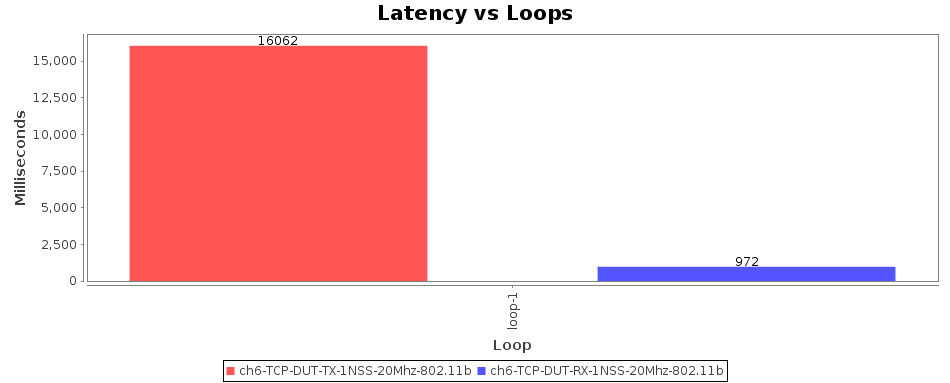 Latency vs Loops
16062
15,000
12,500
10,000
7,500
5,000
2,500
0
Milliseconds
972
loop-1
Loop
ch6-TCP-DUT-TX-1NSS-20Mhz-802.11b ch6-TCP-DUT-RX-1NSS-20Mhz-802.11b